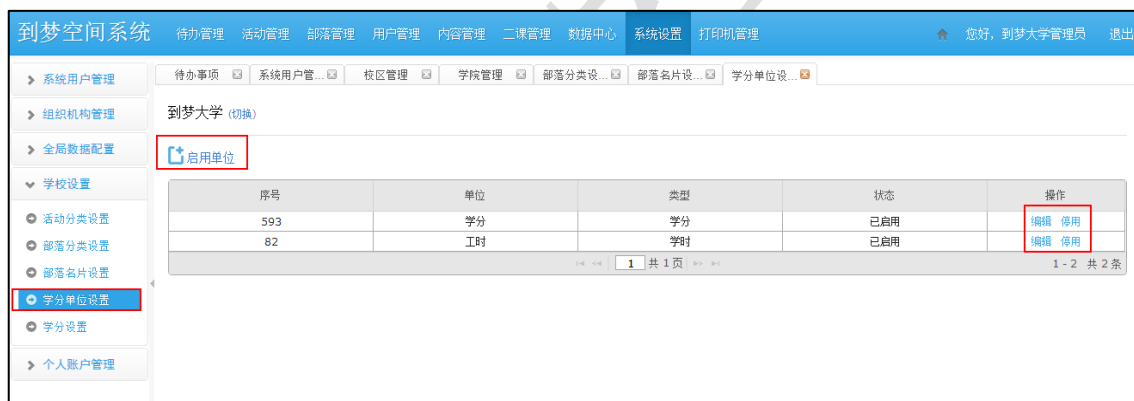 到梦空间系统 待办管理 活动管理 部落管理 用户管理 内容管理 二课管理 数据中心 系统设置 打印机管理 您好，到梦大学管理员 退出
待办事项 系统用户管... 校区管理 学院管理 部落分类设... 部落名片设... 学分单位设...
系统用户管理
组织机构管理
全局数据配置
学校设置
活动分类设置
部落分类设置
部落名片设置
学分单位设置
学分设置
个人账户管理
到梦大学 (切换)
启用单位
序号 单位 类型 状态 操作
593 学分 学分 已启用 编辑 停用
82 工时 学时 已启用 编辑 停用
1 共 1 页
1 - 2 共 2 条